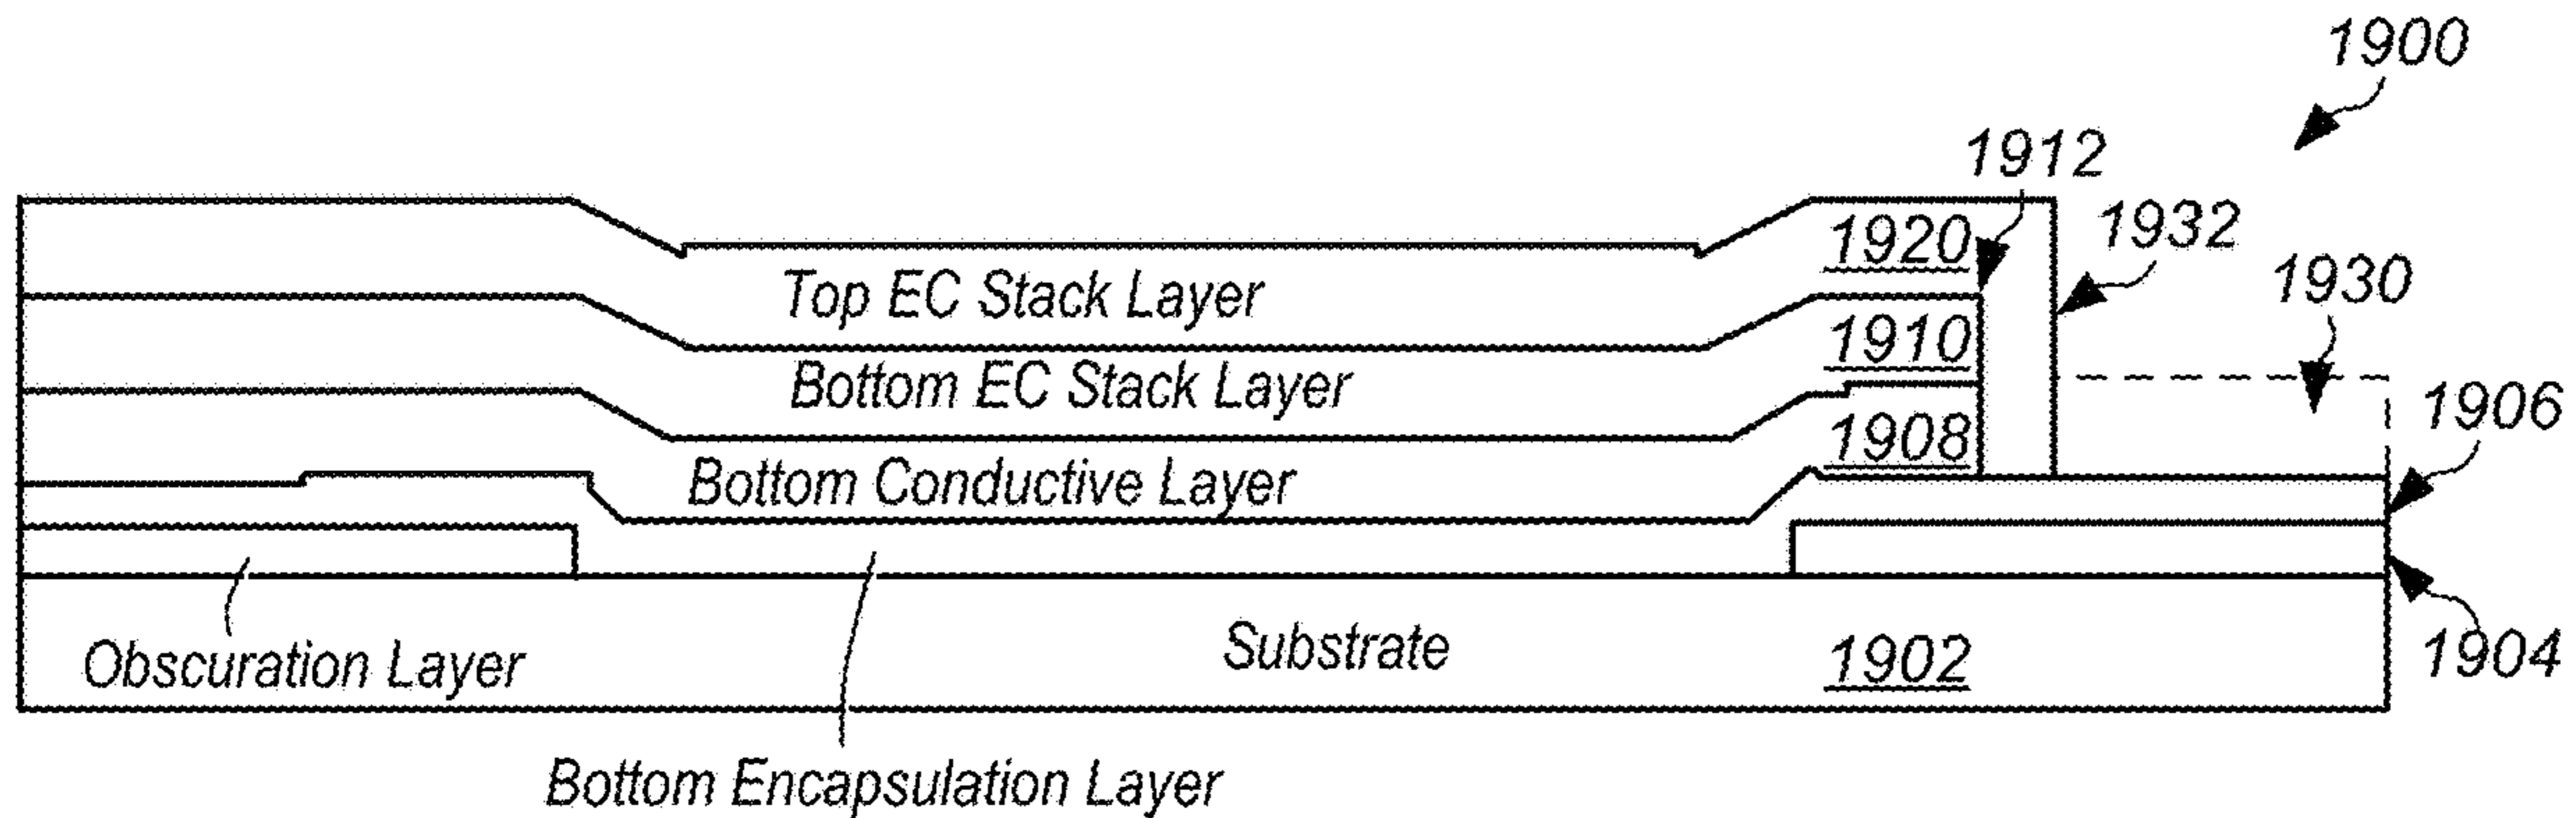 1900
1912
1920
1932
Top EC Stack Layer
1930
1910
Bottom EC Stack Layer
1906
1908
Bottom Conductive Layer
Obscuration Layer
Substrate
1902
1904
Bottom Encapsulation Layer